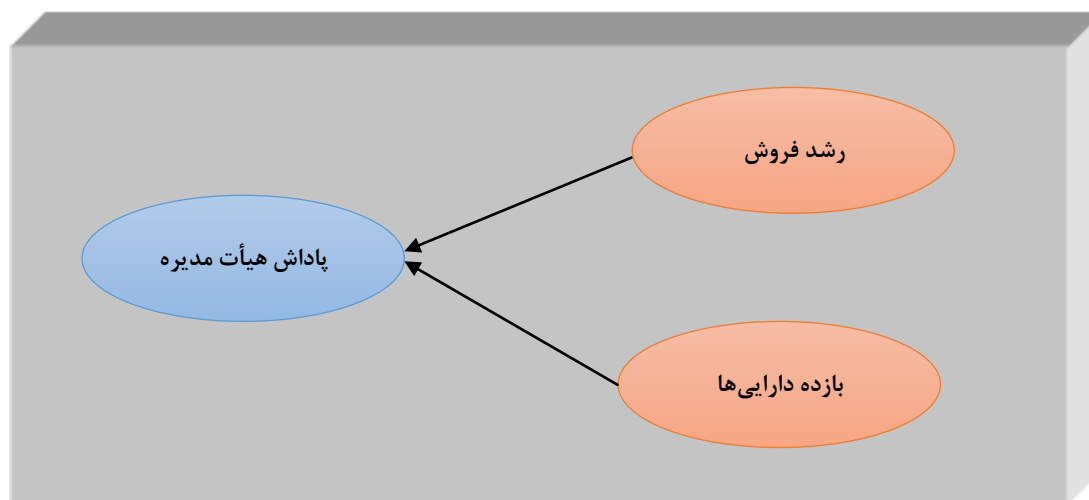 رشد فروش
پاداش هیأت مدیره
بازده دارایی‌ها